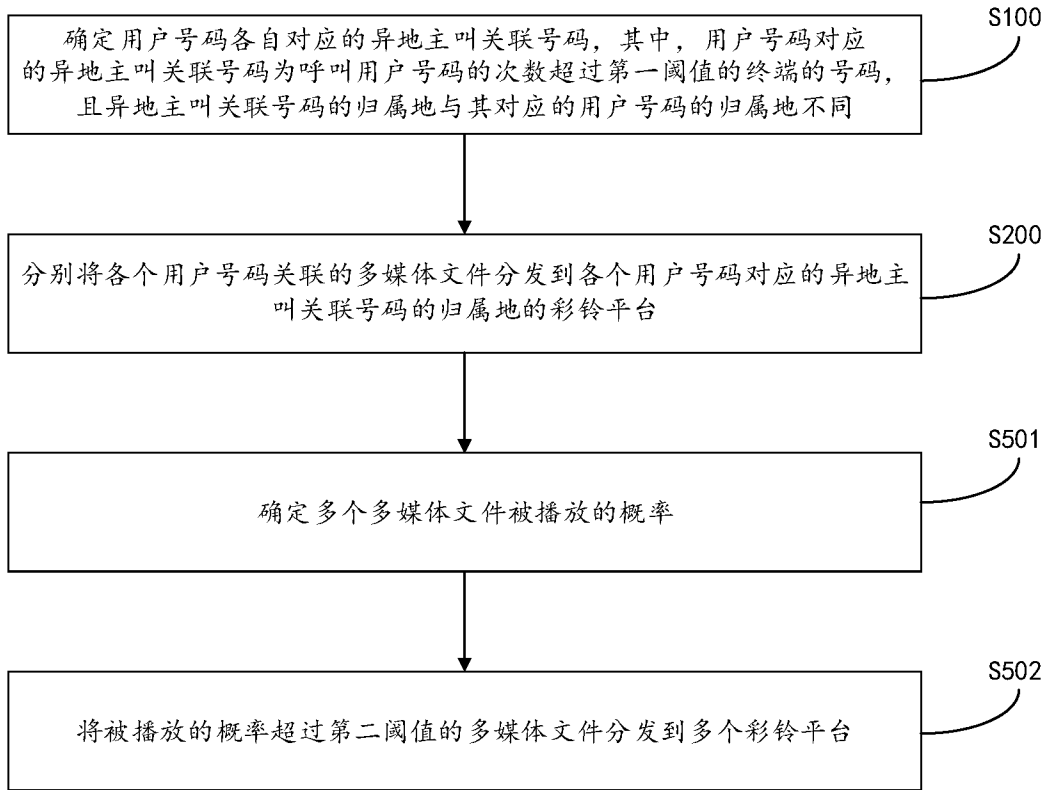 S100
确定用户号码各自对应的异地主叫关联号码，其中，用户号码对应
的异地主叫关联号码为呼叫用户号码的次数超过第一阈值的终端的号码，
且异地主叫关联号码的归属地与其对应的用户号码的归属地不同
S200
分别将各个用户号码关联的多媒体文件分发到各个用户号码对应的异地主
叫关联号码的归属地的彩铃平台
S501
确定多个多媒体文件被播放的概率
S502
将被播放的概率超过第二阈值的多媒体文件分发到多个彩铃平台